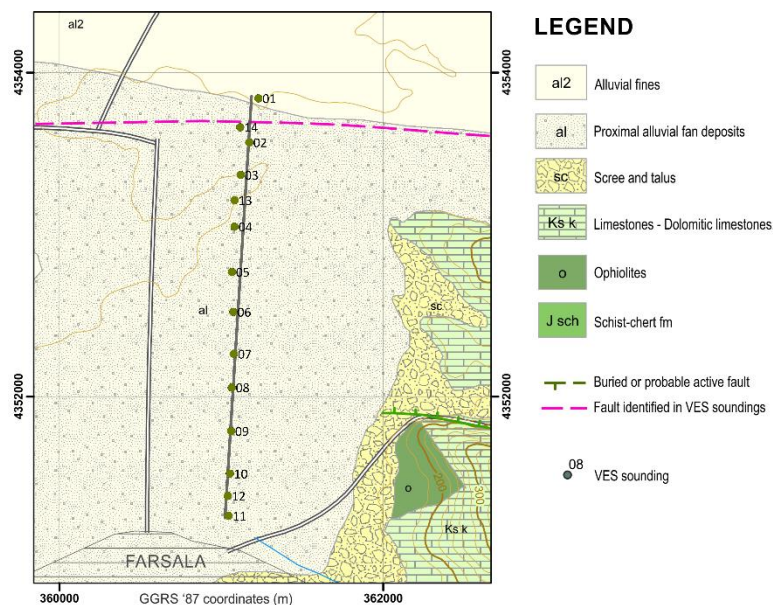 al2
4354000
4354000
01
14
02
03
13
04
05
06
al
07
08
09
10
12
11
sc
4352000
4352000
200
300
o
Ks k
FARSALA
360000
GGRS '87 coordinates (m)
362000
LEGEND
al2 Alluvial fines
al Proximal alluvial fan deposits
sc Scree and talus
Ks k Limestones - Dolomitic limestones
o Ophiolites
J sch Schist-chert fm
Buried or probable active fault
Fault identified in VES soundings
08
VES sounding